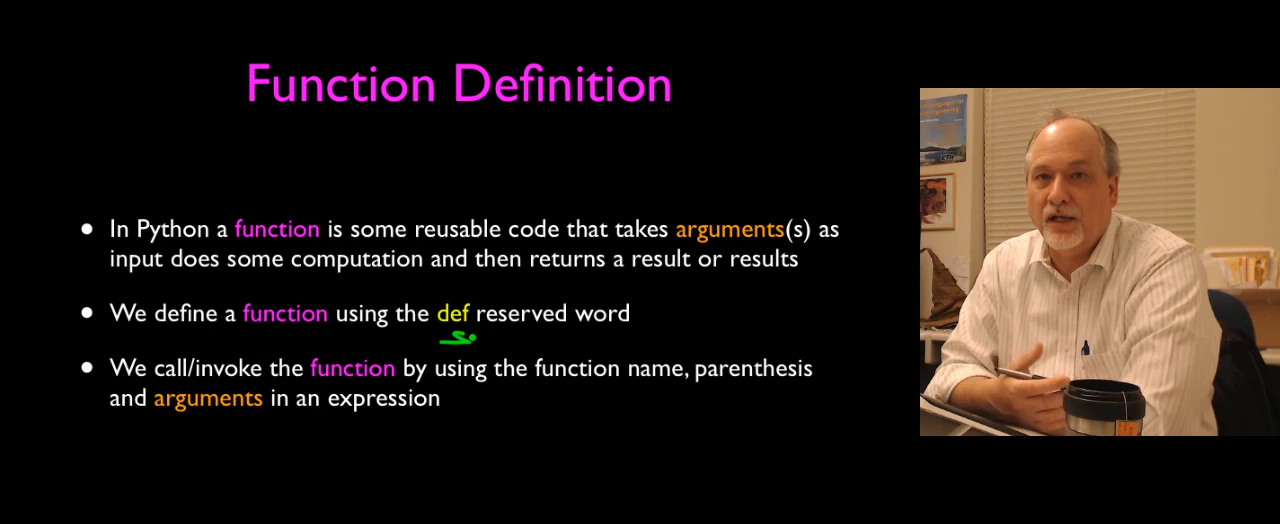 Function Definition
• In Python a function is some reusable code that takes arguments(s) as
input does some computation and then returns a result or results
• We define a function using the def reserved word
• We call/invoke the function by using the function name, parenthesis
and arguments in an expression